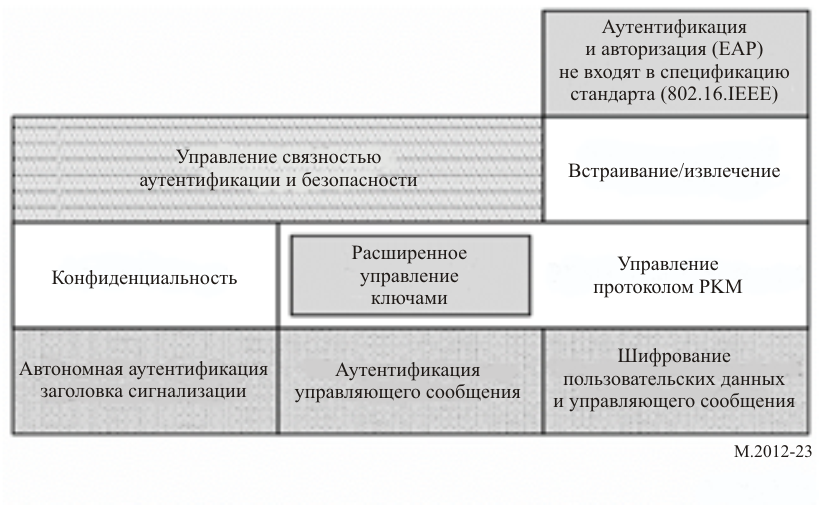 Аутентификация
и авторизация (EAP)
не входят в спецификацию
стандарта (802.16.IEEE)
Управление связностью
аутентификации и безопасности
Встраивание/извлечение
Конфиденциальность
Расширенное
управление
ключами
Управление
протоколом PKM
Автономная аутентификация
заголовка сигнализации
Аутентификация
управляющего сообщения
Шифрование
пользовательских данных
и управляющего сообщения
M.2012-23